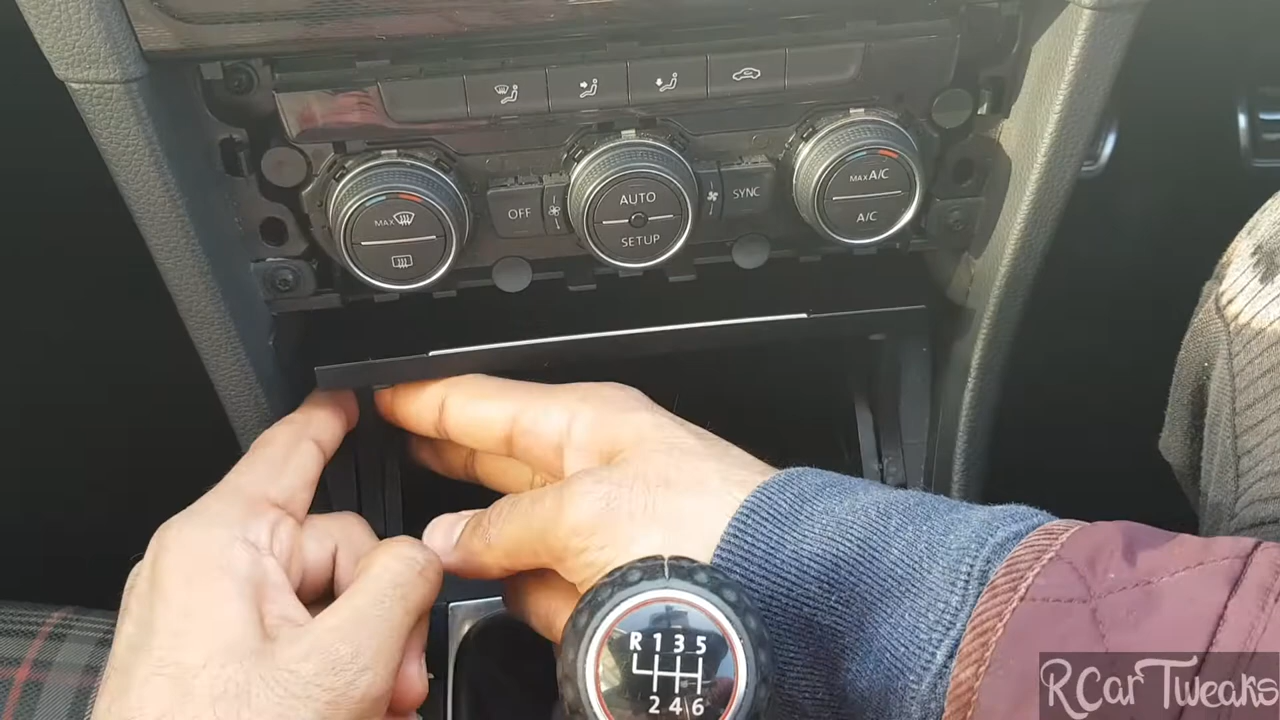 OFF
AUTO
SETUP
SYNC
MAX A/C
A/C
MAX
R 1 3 5
2 4 6
RCar Tweaks